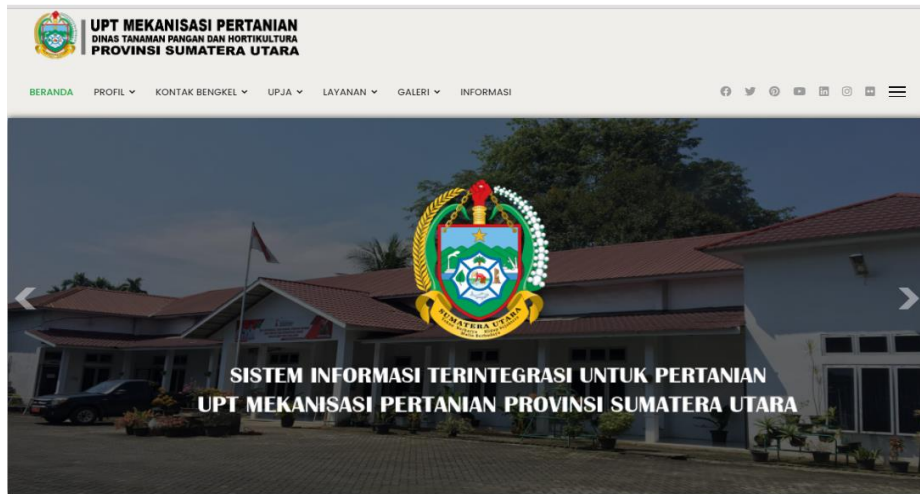 UPT MEKANISASI PERTANIAN
DINAS TANAMAN PANGAN DAN HORTIKULTURA
PROVINSI SUMATERA UTARA
BERANDA PROFIL KONTAK BENGKEL UPJA LAYANAN GALERI INFORMASI
SUMATERA UTARA
SISTEM INFORMASI TERINTEGRASI UNTUK PERTANIAN
UPT MEKANISASI PERTANIAN PROVINSI SUMATERA UTARA